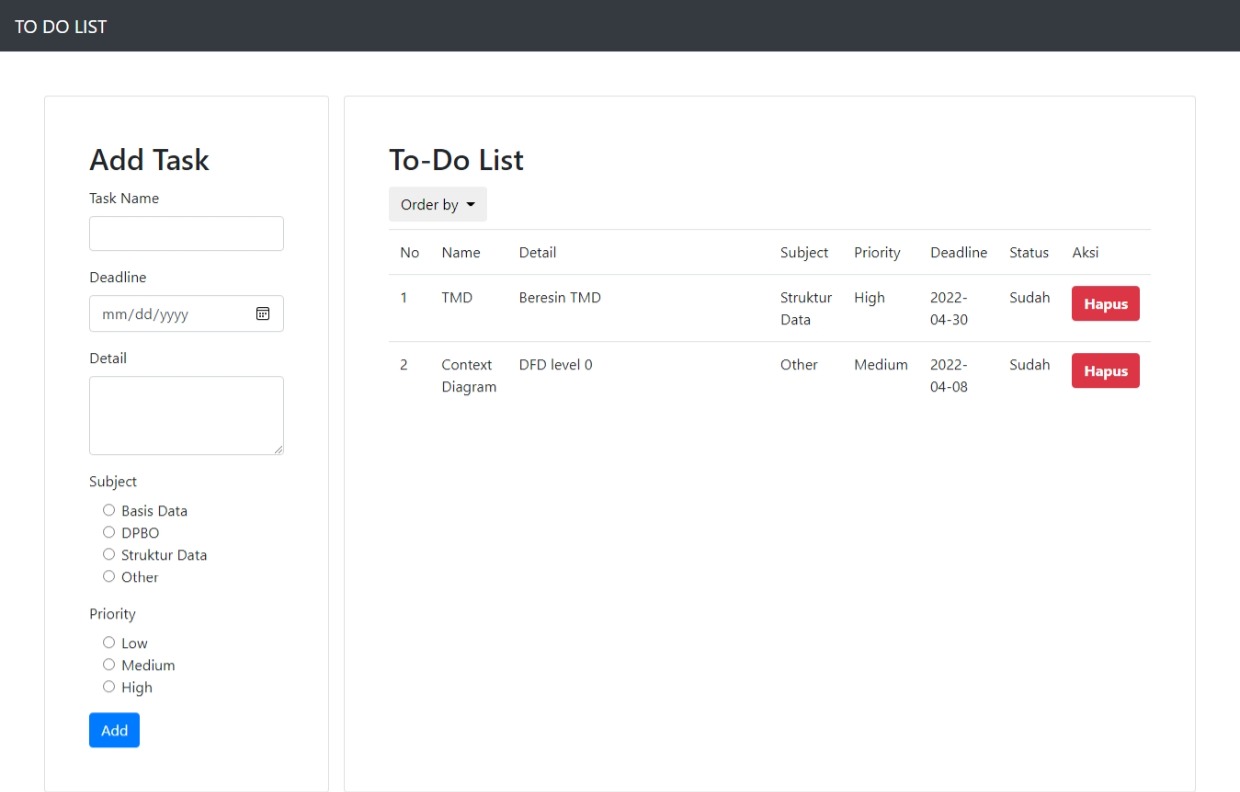 TO DO LIST
Add Task
Task Name
Deadline
mm/dd/yyyy
Detail
Subject
Basis Data
DPBO
Struktur Data
Other
Priority
Low
Medium
High
Add
To-Do List
Order by
No Name Detail Subject Priority Deadline Status Aksi
1 TMD Beresin TMD Struktur High 2022- Sudah Hapus
Data 04-30
2 Context DFD level 0 Other Medium 2022- Sudah Hapus
Diagram 04-08